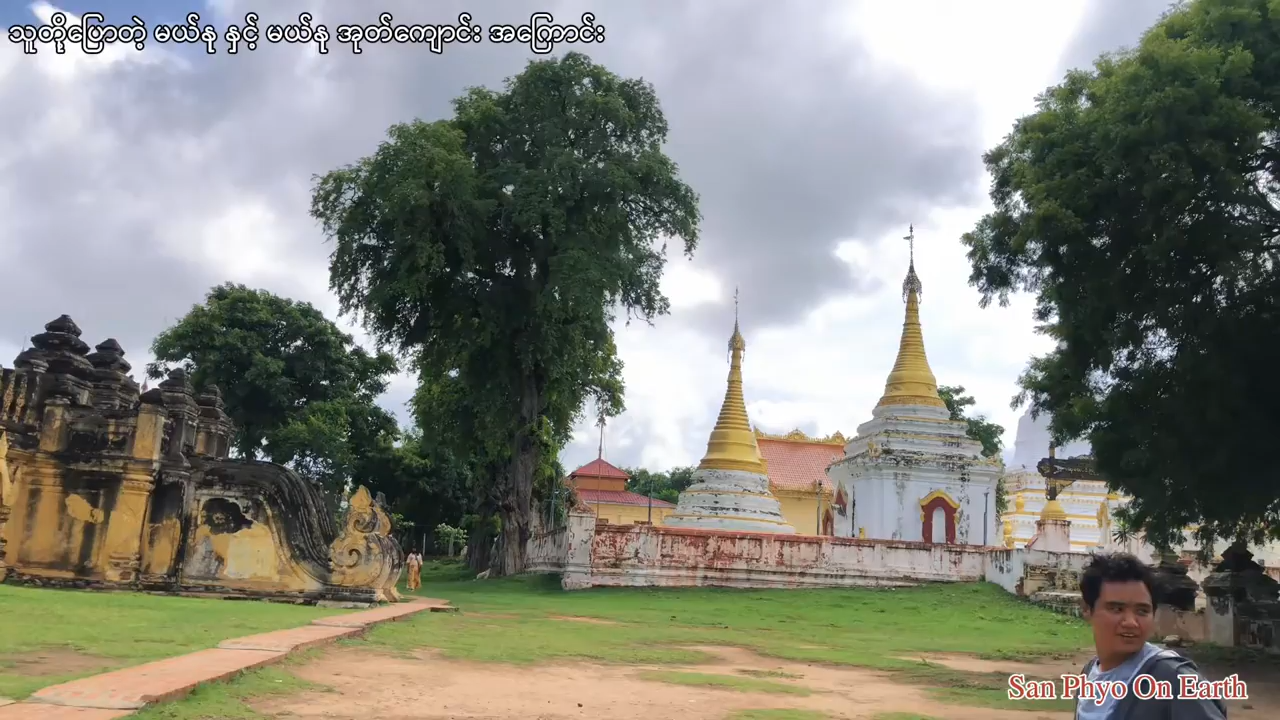 သူတို့ပြောတဲ့ မယ်နု နှင့် မယ်နု အုတ်ကျောင်း အကြောင်း
San Phyo On Earth